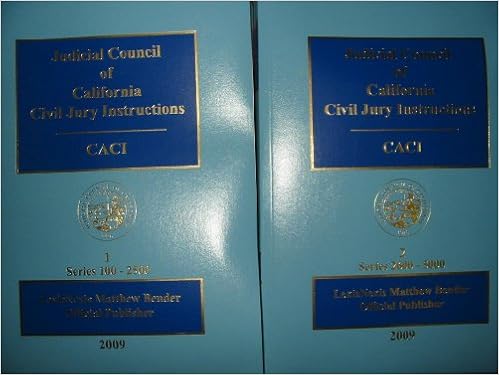 Judicial Council
of
California
Civil Jury Instructions
CACI
1
Series 100 - 2500
LexisNexis Matthew Bender
Official Publisher
2009
Judicial Council
of
California
Civil Jury Instructions
CACI
2
Series 2600 - 5000
LexisNexis Matthew Bender
Official Publisher
2009